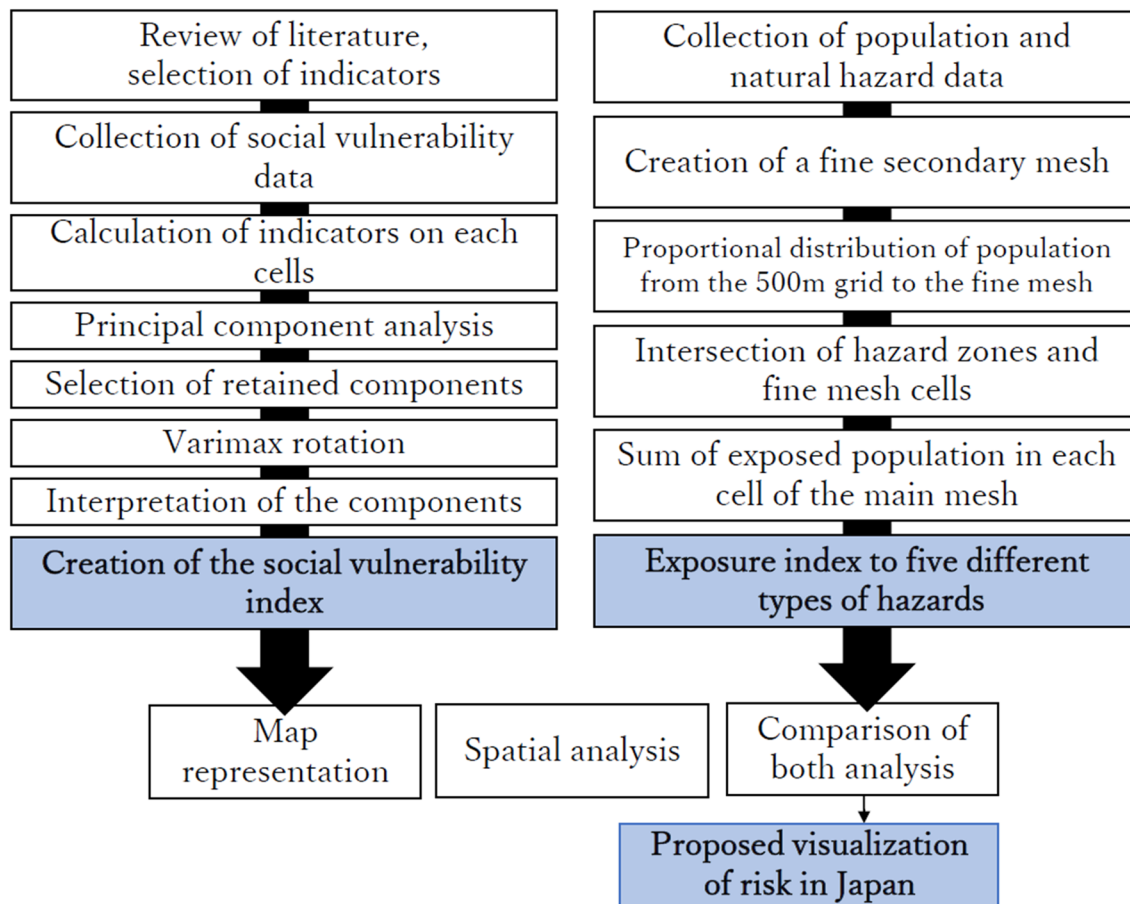 Review of literature,
selection of indicators
Collection of social vulnerability
data
Calculation of indicators on each
cells
Principal component analysis
Selection of retained components
Varimax rotation
Interpretation of the components
Creation of the social vulnerability
index
Collection of population and
natural hazard data
Creation of a fine secondary mesh
Proportional distribution of population
from the 500m grid to the fine mesh
Intersection of hazard zones and
fine mesh cells
Sum of exposed population in each
cell of the main mesh
Exposure index to five different
types of hazards
Map
representation
Spatial analysis
Comparison of
both analysis
Proposed visualization
of risk in Japan